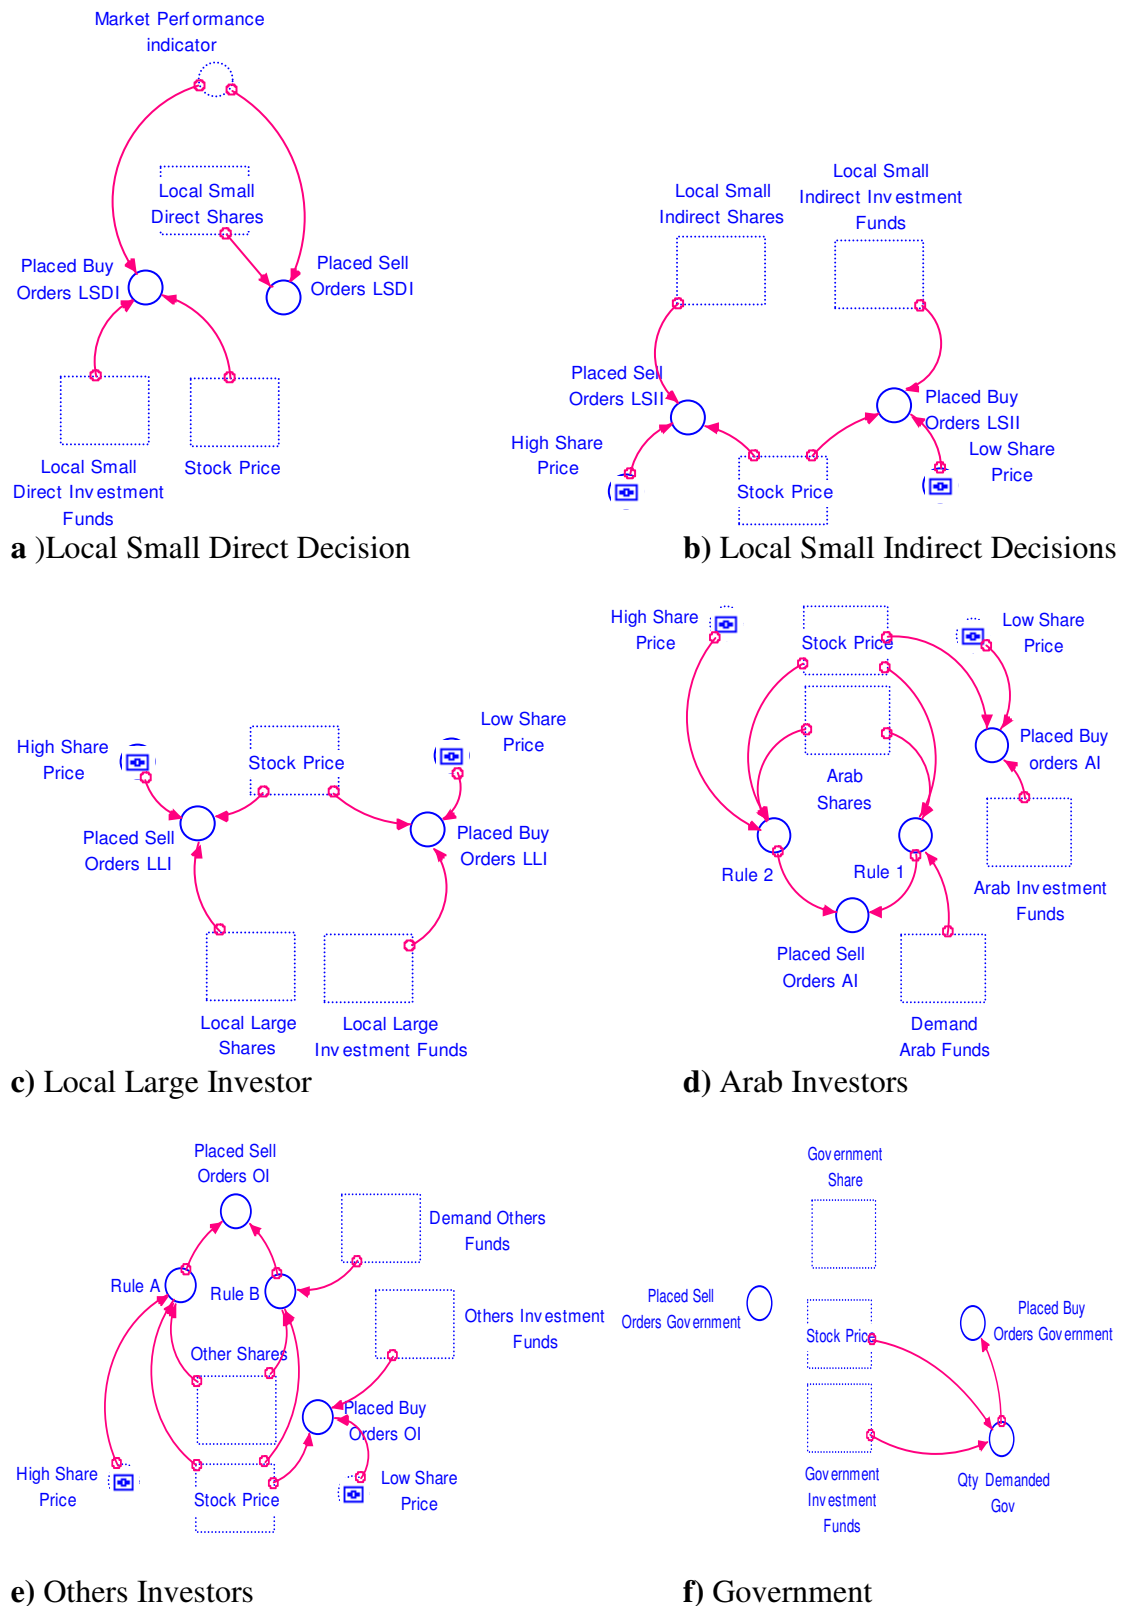 Market Performance
indicator
Local Small
Direct Shares
Placed Buy
Orders LSDI
Placed Sell
Orders LSDI
Local Small
Direct Investment
Funds
Stock Price
a )Local Small Direct Decision
Local Small
Indirect Shares
Local Small
Indirect Investment
Funds
Placed Sell
Orders LSII
Placed Buy
Orders LSII
High Share
Price
Stock Price
Low Share
Price
b) Local Small Indirect Decisions
High Share
Price
Stock Price
Low Share
Price
Placed Sell
Orders LLI
Placed Buy
Orders LLI
Local Large
Shares
Local Large
Investment Funds
c) Local Large Investor
High Share
Price
Stock Price
Low Share
Price
Arab
Shares
Placed Buy
orders AI
Rule 2
Rule 1
Arab Investment
Funds
Placed Sell
Orders AI
Demand
Arab Funds
d) Arab Investors
Placed Sell
Orders OI
Demand Others
Funds
Rule A
Rule B
Others Investment
Funds
Other Shares
Placed Buy
Orders OI
High Share
Price
Stock Price
Low Share
Price
e) Others Investors
Government
Share
Placed Sell
Orders Government
Stock Price
Placed Buy
Orders Government
Government
Investment
Funds
Qty Demanded
Gov
f) Government